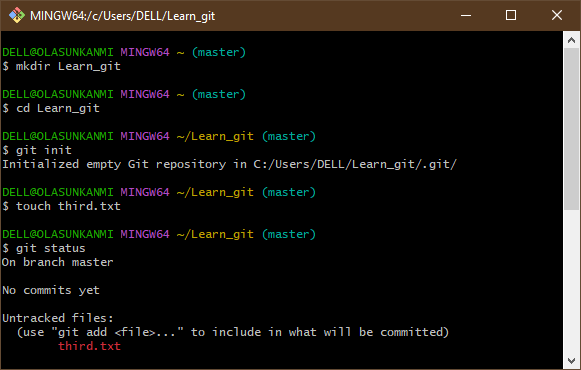 MINGW64:/c/Users/DELL/Learn_git
DELL@OLASUNKANMI MINGW64 ~ (master)
$ mkdir Learn_git
DELL@OLASUNKANMI MINGW64 ~ (master)
$ cd Learn_git
DELL@OLASUNKANMI MINGW64 ~/Learn_git (master)
$ git init
Initialized empty Git repository in C:/Users/DELL/Learn_git/.git/
DELL@OLASUNKANMI MINGW64 ~/Learn_git (master)
$ touch third.txt
DELL@OLASUNKANMI MINGW64 ~/Learn_git (master)
$ git status
On branch master
No commits yet
Untracked files:
  (use "git add <file>..." to include in what will be committed)
        third.txt